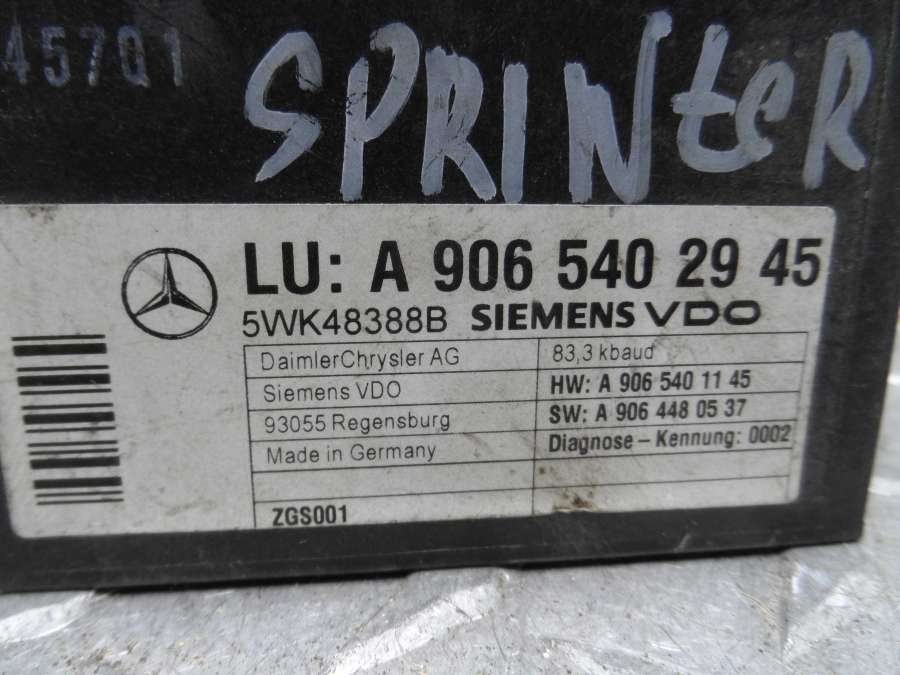 45701
SPRINTER
LU: A 906 540 29 45
5WK48388B SIEMENS VDO
DaimlerChrysler AG 83,3 kbaud
Siemens VDO HW: A 906 540 11 45
93055 Regensburg SW: A 906 448 05 37
Made in Germany Diagnose – Kennung: 0002
ZGS001